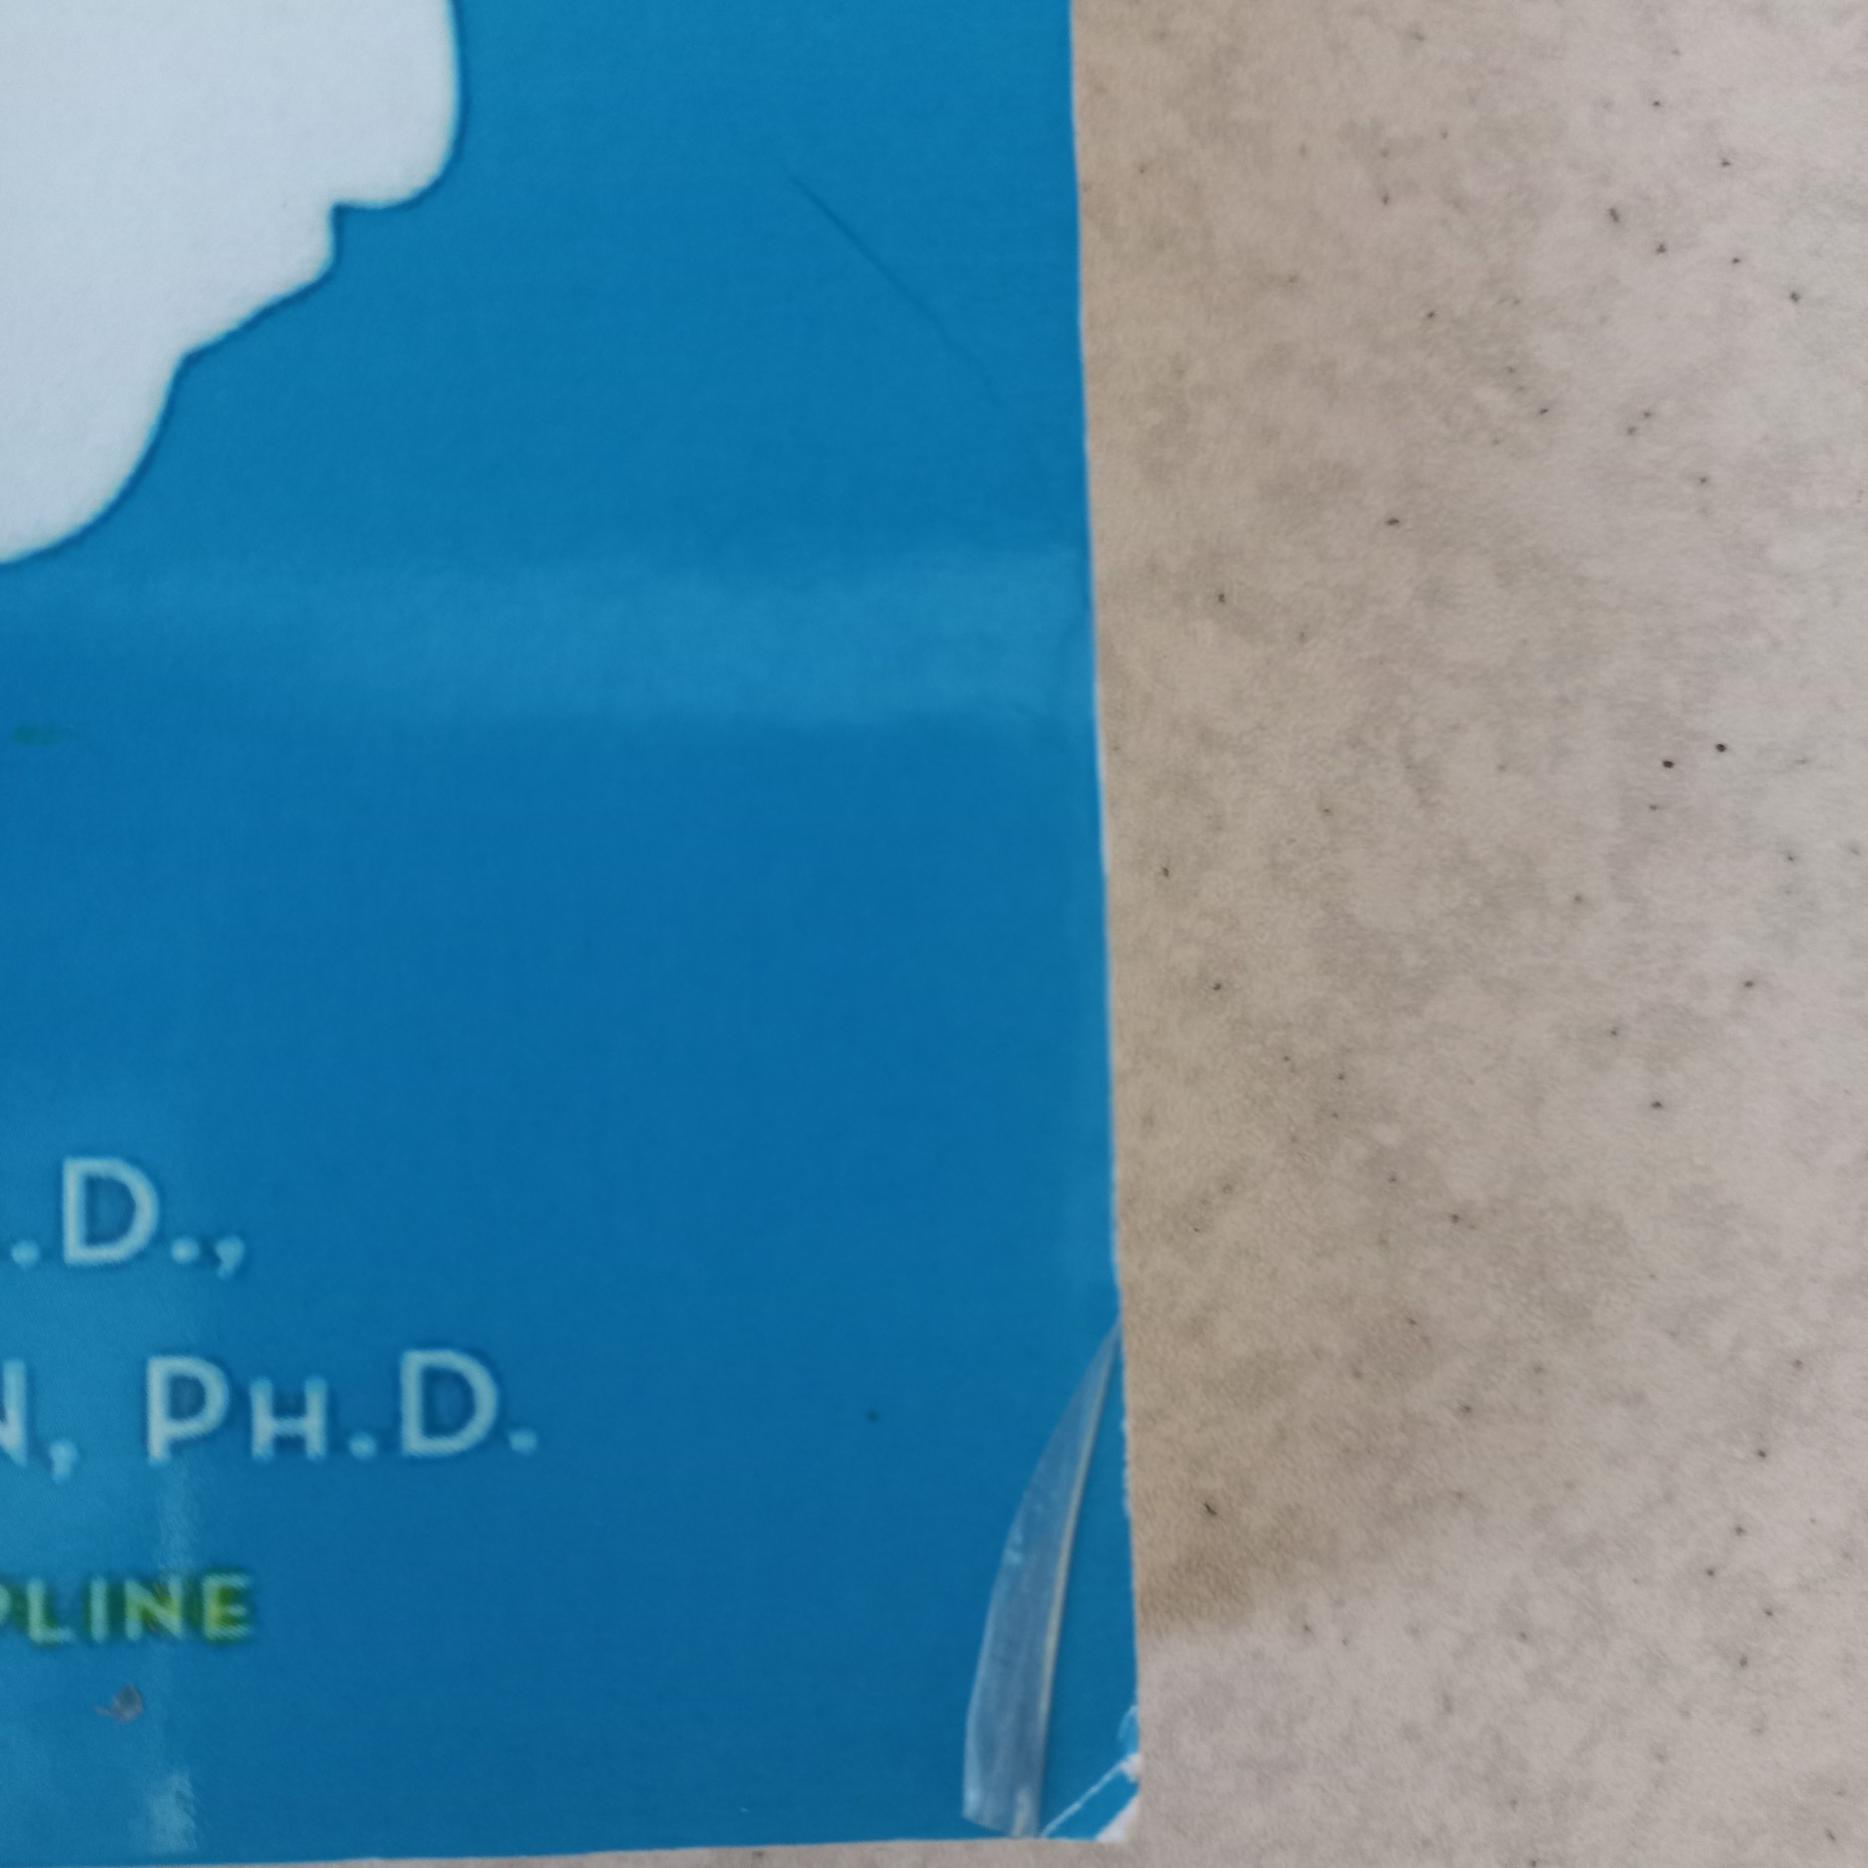 .D.,
N, PH.D.
PLINE